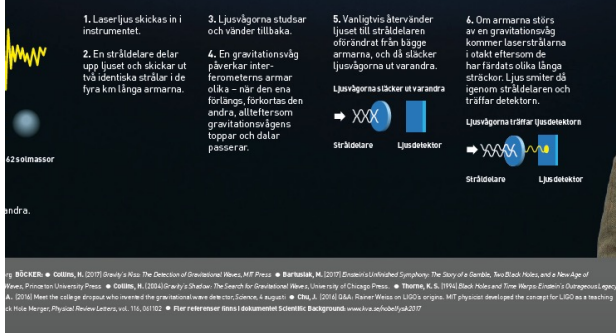 1. Laserljus skickas in i
instrumentet.
2. En stråldelare delar
upp ljuset och skickar ut
två identiska strålar i de
fyra km långa armarna.
62 solmassor
andra.
3. Ljusvågorna studsar
och vänder tillbaka.
4. En gravitationsvåg
påverkar inter-
ferometerns armar
olika – när den ena
förlängs, förkortas den
andra, allteftersom
gravitationsvågens
toppar och dalar
passerar.
5. Vanligtvis återvänder
ljuset till stråldelaren
oförändrat från bägge
armarna, och då släcker
ljusvågorna ut varandra.
Ljusvågorna släcker ut varandra
Stråldelare Ljusdetektor
6. Om armarna störs
av en gravitationsvåg
kommer laserstrålarna
i otakt eftersom de
har färdats olika långa
sträckor. Ljus smiter då
igenom stråldelaren och
träffar detektorn.
Ljusvågorna träffar ljusdetektorn
Stråldelare Ljusdetektor
BÖCKER: ● Collins, H. (2017) Gravity's Kiss: The Detection of Gravitational Waves, MIT Press ● Bartusiak, M. (2017) Einstein's Unfinished Symphony: The Story of a Gamble, Two Black Holes, and a New Age of
Waves, Princeton University Press ● Collins, H. (2004) Gravity's Shadow: The Search for Gravitational Waves, University of Chicago Press. ● Thorne, K. S. (1994) Black Holes and Time Warps: Einstein's Outrageous Legacy
A. (2016) Meet the college dropout who invented the gravitational wave detector, Science, 4 augusti ● Chu, J. (2016) Q&A: Rainer Weiss on LIGO's origins. MIT physicist developed the concept for LIGO as a teaching
ck Hole Merger, Physical Review Letters, vol. 116, 061102 ● Fler referenser finns i dokumentet Scientific Background: www.kva.se/nobelfysik2017